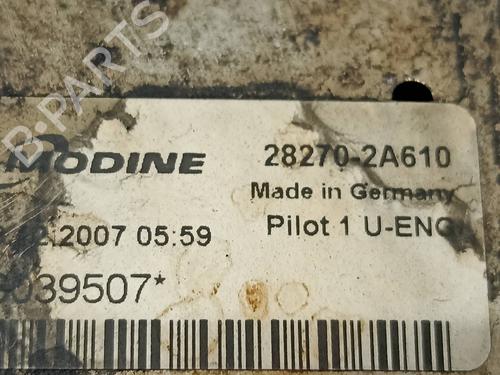 B-PARTS
MODINE
28270-2A610
Made in Germany
.2007 05:59
Pilot 1 U-ENG
039507*